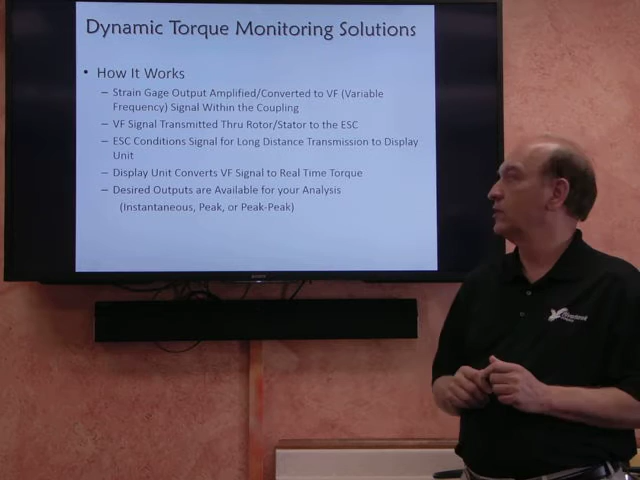 Dynamic Torque Monitoring Solutions
• How It Works
– Strain Gage Output Amplified/Converted to VF (Variable
Frequency) Signal Within the Coupling
– VF Signal Transmitted Thru Rotor/Stator to the ESC
– ESC Conditions Signal for Long Distance Transmission to Display
Unit
– Display Unit Converts VF Signal to Real Time Torque
– Desired Outputs are Available for your Analysis
(Instantaneous, Peak, or Peak-Peak)